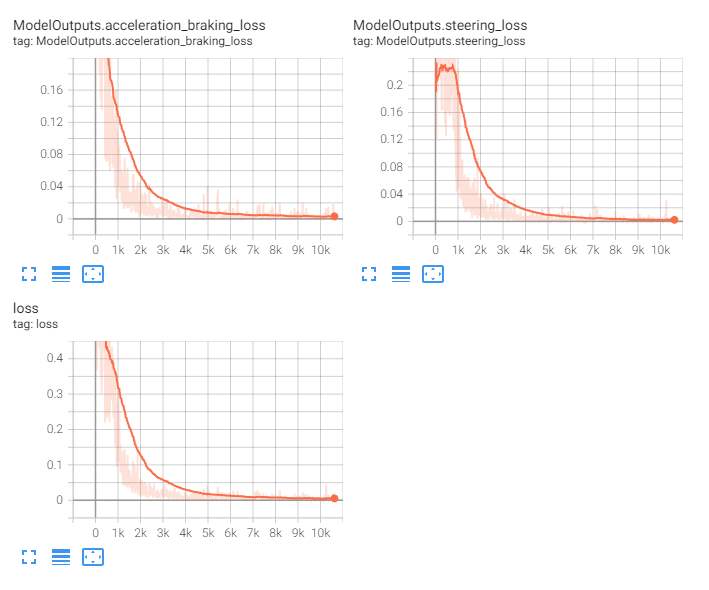 ModelOutputs.acceleration_braking_loss
tag: ModelOutputs.acceleration_braking_loss
0.16
0.12
0.08
0.04
0
0 1k 2k 3k 4k 5k 6k 7k 8k 9k 10k
ModelOutputs.steering_loss
tag: ModelOutputs.steering_loss
0.2
0.16
0.12
0.08
0.04
0
0 1k 2k 3k 4k 5k 6k 7k 8k 9k 10k
loss
tag: loss
0.4
0.3
0.2
0.1
0
0 1k 2k 3k 4k 5k 6k 7k 8k 9k 10k